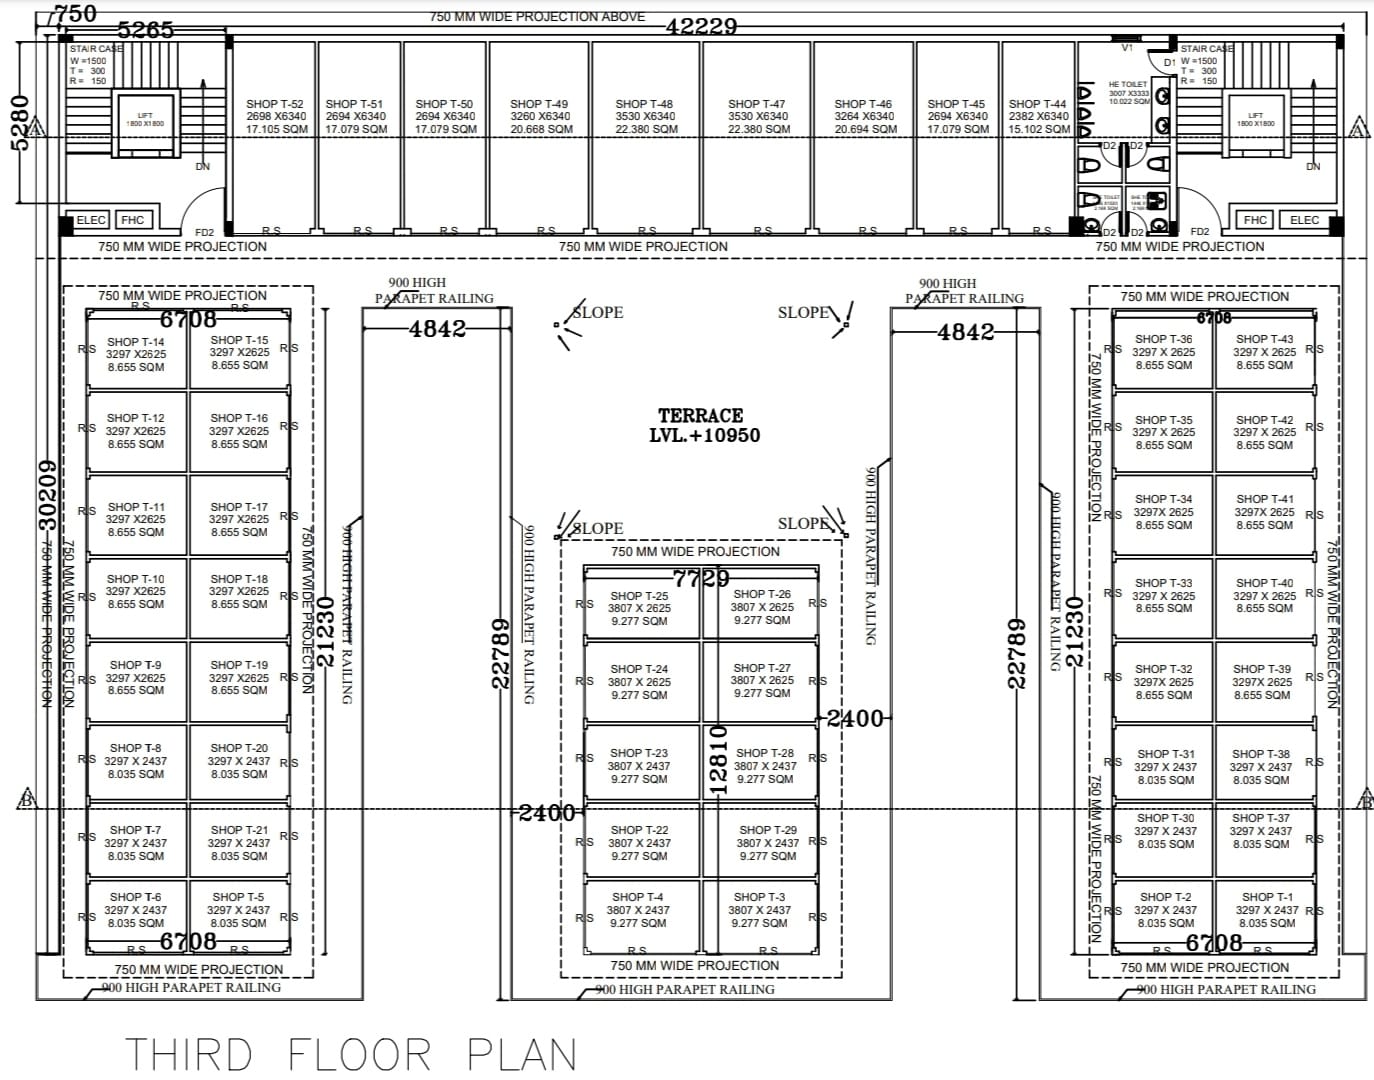 750
750 MM WIDE PROJECTION ABOVE
5265
42229
STAIR CASE
W =1500
T = 300
R = 150
LIFT
1800 X1800
DN
5280
A
ELEC
FHC
FD2
SHOP T-52
2698 X6340
17.105 SQM
SHOP T-51
2694 X6340
17.079 SQM
SHOP T-50
2694 X6340
17.079 SQM
SHOP T-49
3260 X6340
20.668 SQM
SHOP T-48
3530 X6340
22.380 SQM
SHOP T-47
3530 X6340
22.380 SQM
SHOP T-46
3264 X6340
20.694 SQM
SHOP T-45
2694 X6340
17.079 SQM
SHOP T-44
2382 X6340
15.102 SQM
R.S
R.S
R.S
R.S
R.S
R.S
R.S
R.S
R.S
V1
D1
HE TOILET
3007 X3333
10.022 SQM
D2
D2
D2
D2
STAIR CASE
W =1500
T = 300
R = 150
LIFT
1800 X1800
DN
A
FD2
FHC
ELEC
750 MM WIDE PROJECTION
750 MM WIDE PROJECTION
750 MM WIDE PROJECTION
750 MM WIDE PROJECTION
R.S
R.S
6708
SHOP T-14
3297 X2625
8.655 SQM
SHOP T-15
3297 X2625
8.655 SQM
R.S
R.S
SHOP T-12
3297 X2625
8.655 SQM
SHOP T-16
3297 X2625
8.655 SQM
R.S
R.S
SHOP T-11
3297 X2625
8.655 SQM
SHOP T-17
3297 X2625
8.655 SQM
R.S
R.S
SHOP T-10
3297 X2625
8.655 SQM
SHOP T-18
3297 X2625
8.655 SQM
R.S
SHOP T-9
3297 X2625
8.655 SQM
SHOP T-19
3297 X2625
8.655 SQM
R.S
R.S
SHOP T-8
3297 X 2437
8.035 SQM
SHOP T-20
3297 X 2437
8.035 SQM
R.S
R.S
SHOP T-7
3297 X 2437
8.035 SQM
SHOP T-21
3297 X 2437
8.035 SQM
R.S
R.S
SHOP T-6
3297 X 2437
8.035 SQM
SHOP T-5
3297 X 2437
8.035 SQM
R.S
R.S
6708
R.S
R.S
750 MM WIDE PROJECTION
900 HIGH PARAPET RAILING
30209
750 MM WIDE PROJECTION
750 MM WIDE PROJECTION
750 MM WIDE PROJECTION
21230
900 HIGH PARAPET RAILING
B
900 HIGH
PARAPET RAILING
4842
22789
900 HIGH PARAPET RAILING
SLOPE
SLOPE
TERRACE
LVL.+10950
SLOPE
SLOPE
900 HIGH
PARAPET RAILING
4842
900 HIGH PARAPET RAILING
750 MM WIDE PROJECTION
7729
SHOP T-25
3807 X 2625
9.277 SQM
SHOP T-26
3807 X 2625
9.277 SQM
R.S
R.S
SHOP T-24
3807 X 2625
9.277 SQM
SHOP T-27
3807 X 2625
9.277 SQM
R.S
R.S
2400
SHOP T-23
3807 X 2437
9.277 SQM
SHOP T-28
3807 X 2437
9.277 SQM
R.S
R.S
12810
2400
SHOP T-22
3807 X 2437
9.277 SQM
SHOP T-29
3807 X 2437
9.277 SQM
R.S
R.S
SHOP T-4
3807 X 2437
9.277 SQM
SHOP T-3
3807 X 2437
9.277 SQM
R.S
R.S
R.S
R.S
750 MM WIDE PROJECTION
900 HIGH PARAPET RAILING
22789
900 HIGH PARAPET RAILING
21230
750 MM WIDE PROJECTION
750 MM WIDE PROJECTION
750 MM WIDE PROJECTION
750 MM WIDE PROJECTION
6708
SHOP T-36
3297 X 2625
8.655 SQM
SHOP T-43
3297 X 2625
8.655 SQM
R.S
R.S
SHOP T-35
3297 X 2625
8.655 SQM
SHOP T-42
3297 X 2625
8.655 SQM
R.S
R.S
SHOP T-34
3297X 2625
8.655 SQM
SHOP T-41
3297X 2625
8.655 SQM
R.S
R.S
SHOP T-33
3297 X 2625
8.655 SQM
SHOP T-40
3297 X 2625
8.655 SQM
R.S
R.S
SHOP T-32
3297X 2625
8.655 SQM
SHOP T-39
3297X 2625
8.655 SQM
R.S
R.S
SHOP T-31
3297 X 2437
8.035 SQM
SHOP T-38
3297 X 2437
8.035 SQM
R.S
R.S
B
SHOP T-30
3297 X 2437
8.035 SQM
SHOP T-37
3297 X 2437
8.035 SQM
R.S
R.S
SHOP T-2
3297 X 2437
8.035 SQM
SHOP T-1
3297 X 2437
8.035 SQM
R.S
R.S
6708
R.S
R.S
750 MM WIDE PROJECTION
900 HIGH PARAPET RAILING
THIRD FLOOR PLAN